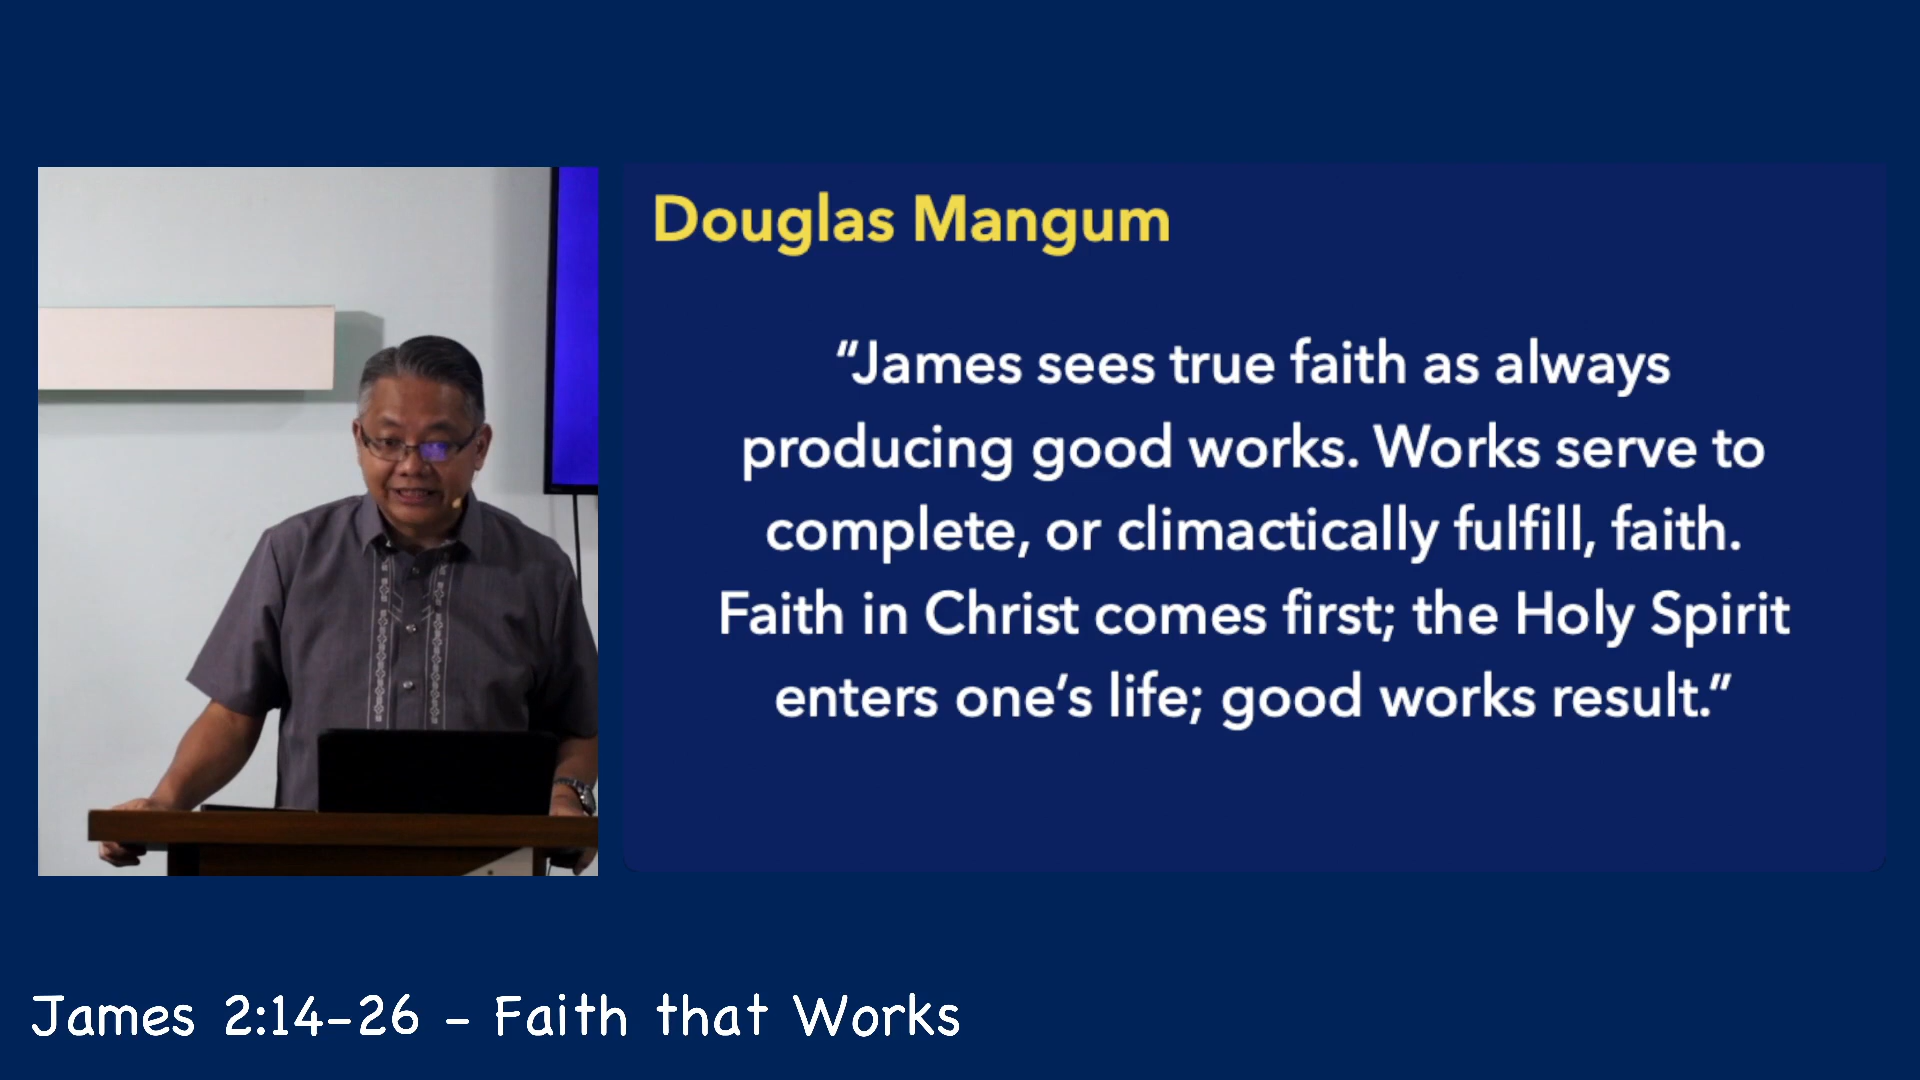 Douglas Mangum
“James sees true faith as always
producing good works. Works serve to
complete, or climactically fulfill, faith.
Faith in Christ comes first; the Holy Spirit
enters one’s life; good works result.”
James 2:14-26 - Faith that Works